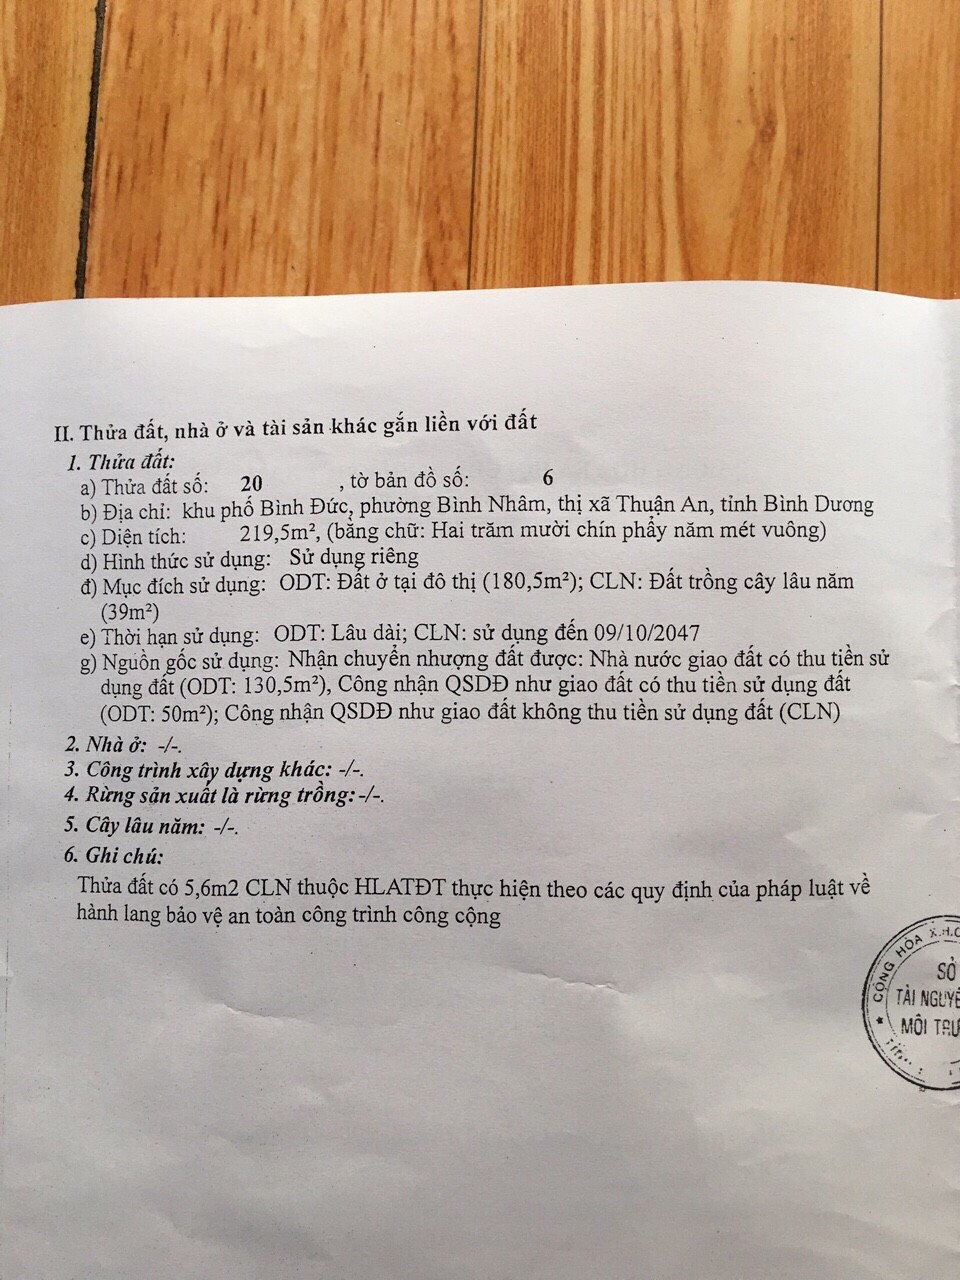 II. Thửa đất, nhà ở và tài sản khác gắn liền với đất
1. Thửa đất:
a) Thửa đất số: 20 , tờ bản đồ số: 6
b) Địa chỉ: khu phố Bình Đức, phường Bình Nhâm, thị xã Thuận An, tỉnh Bình Dương
c) Diện tích: 219,5m², (bằng chữ: Hai trăm mười chín phẩy năm mét vuông)
d) Hình thức sử dụng: Sử dụng riêng
đ) Mục đích sử dụng: ODT: Đất ở tại đô thị (180,5m²); CLN: Đất trồng cây lâu năm
(39m²)
e) Thời hạn sử dụng: ODT: Lâu dài; CLN: sử dụng đến 09/10/2047
g) Nguồn gốc sử dụng: Nhận chuyển nhượng đất được: Nhà nước giao đất có thu tiền sử
dụng đất (ODT: 130,5m²), Công nhận QSDĐ như giao đất có thu tiền sử dụng đất
(ODT: 50m²); Công nhận QSDĐ như giao đất không thu tiền sử dụng đất (CLN)
2. Nhà ở: -/-.
3. Công trình xây dựng khác: -/-.
4. Rừng sản xuất là rừng trồng: -/-.
5. Cây lâu năm: -/-.
6. Ghi chú:
Thửa đất có 5,6m2 CLN thuộc HLATĐT thực hiện theo các quy định của pháp luật về
hành lang bảo vệ an toàn công trình công cộng
★ CỘNG HÒA X.H.C
SỞ
TÀI NGUYÊ
MÔI TRƯ